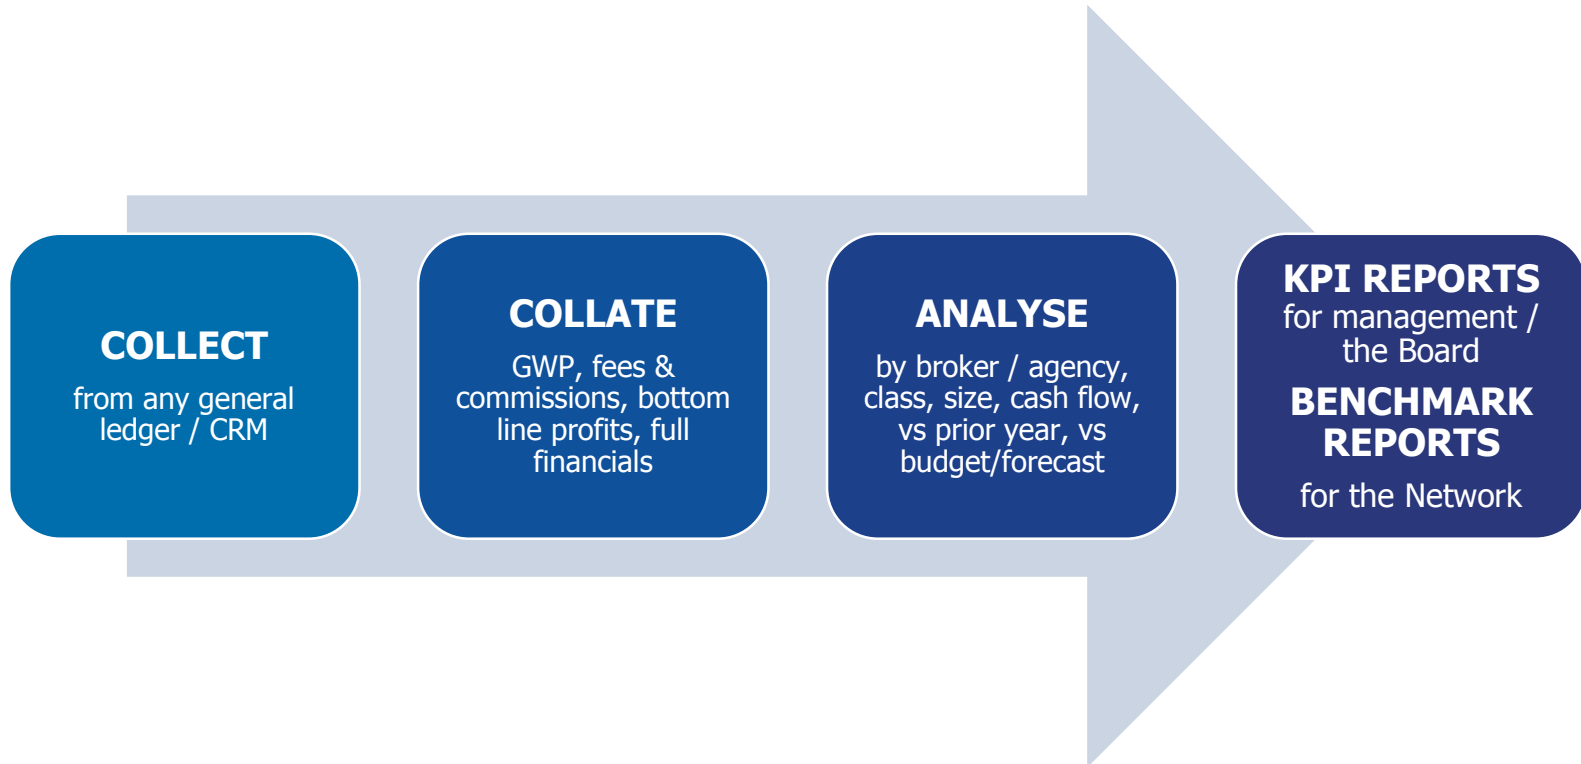 COLLECT
from any general
ledger / CRM
COLLATE
GWP, fees &
commissions, bottom
line profits, full
financials
ANALYSE
by broker / agency,
class, size, cash flow,
vs prior year, vs
budget/forecast
KPI REPORTS
for management /
the Board
BENCHMARK
REPORTS
for the Network